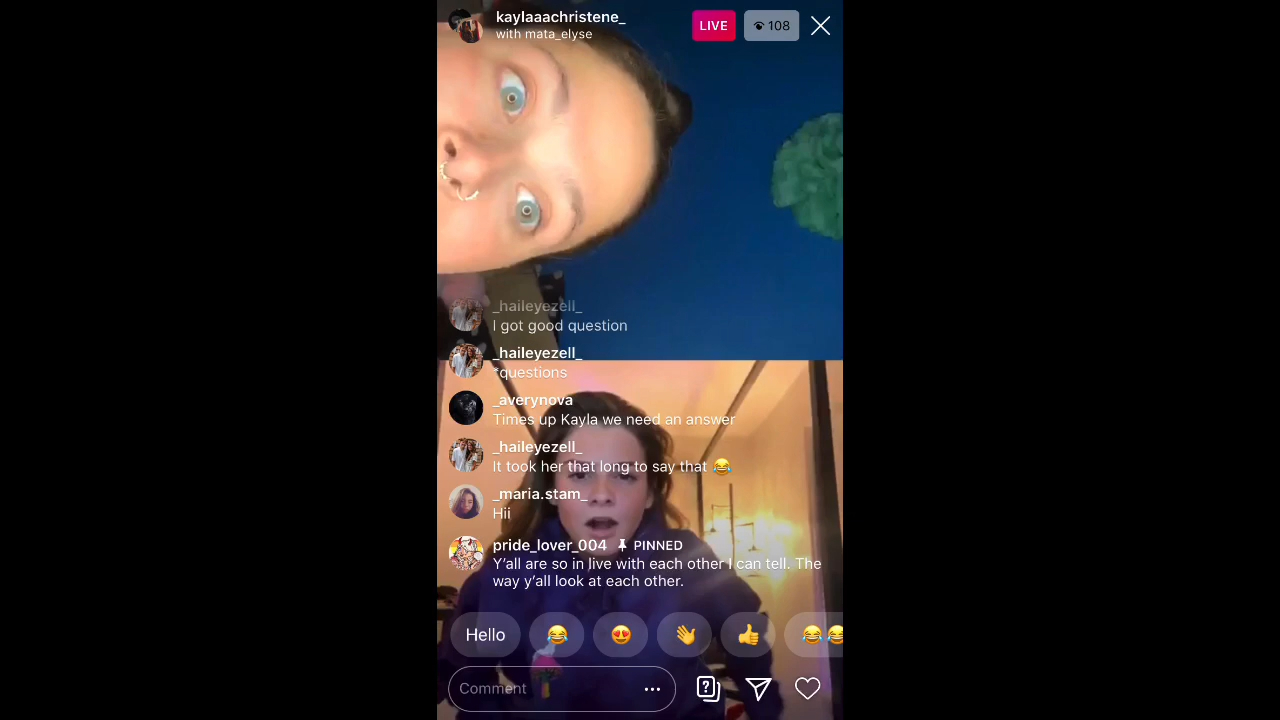 kaylaaachristene_
with mata_elyse
LIVE
108
_haileyezell_
I got good question
_haileyezell_
*questions
_averynova
Times up Kayla we need an answer
_haileyezell_
It took her that long to say that 😂
_maria.stam_
Hii
pride_lover_004 PINNED
Y'all are so in live with each other I can tell. The
way y'all look at each other.
Hello 😂 😍 👋 👍 😂😂
Comment ...